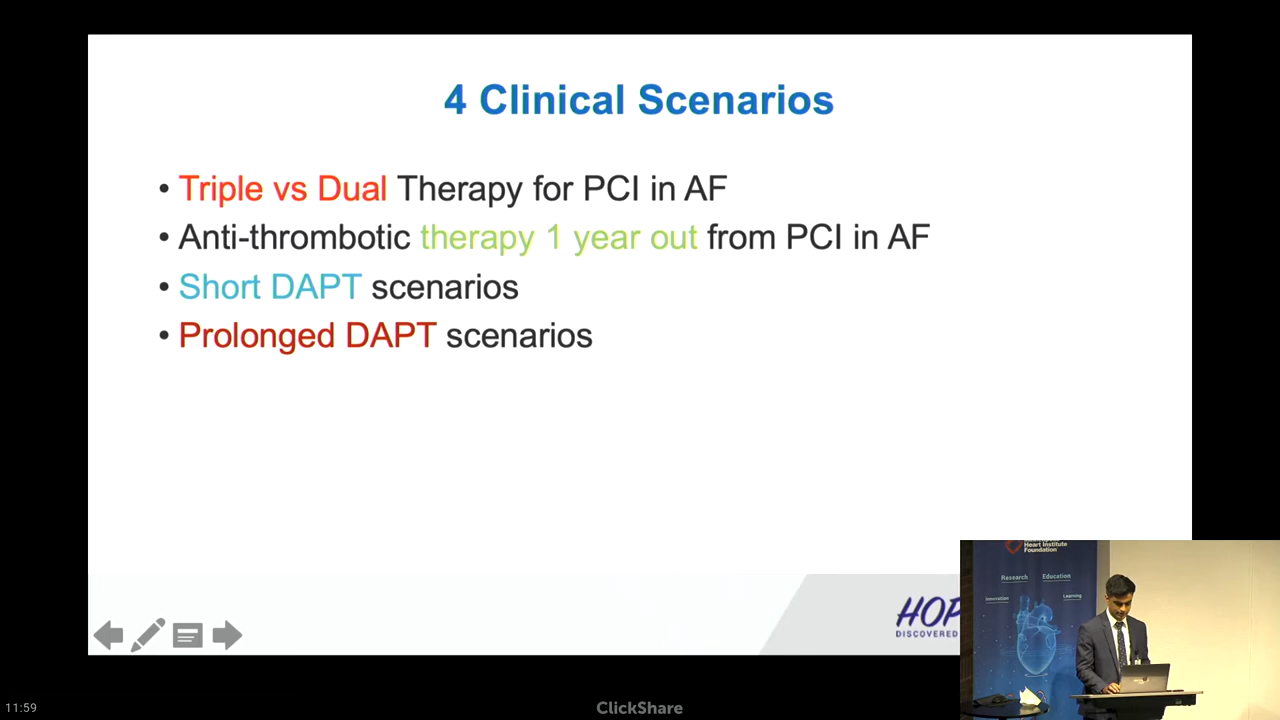 4 Clinical Scenarios
• Triple vs Dual Therapy for PCI in AF
• Anti-thrombotic therapy 1 year out from PCI in AF
• Short DAPT scenarios
• Prolonged DAPT scenarios
HOP
DISCOVERED
Heart Institute
Foundation
Research Education
Innovation Learning
11:59
ClickShare